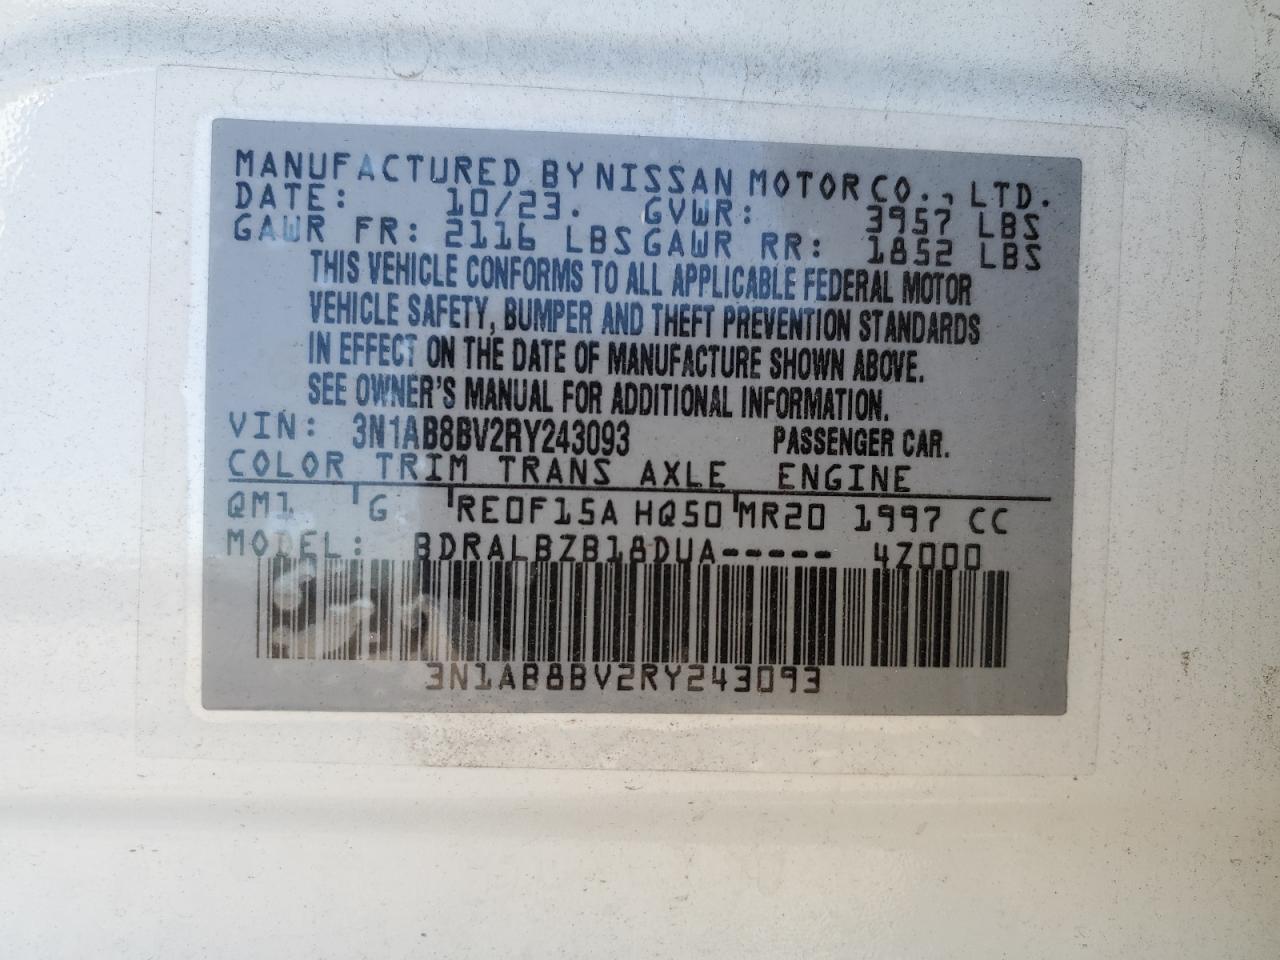 MANUFACTURED BY NISSAN MOTOR CO., LTD.
DATE: 10/23. GVWR: 3957 LBS
GAWR FR: 2116 LBS GAWR RR: 1852 LBS
THIS VEHICLE CONFORMS TO ALL APPLICABLE FEDERAL MOTOR
VEHICLE SAFETY, BUMPER AND THEFT PREVENTION STANDARDS
IN EFFECT ON THE DATE OF MANUFACTURE SHOWN ABOVE.
SEE OWNER'S MANUAL FOR ADDITIONAL INFORMATION.
VIN: 3N1AB8BV2RY243093 PASSENGER CAR.
COLOR TRIM TRANS AXLE ENGINE
QM1 G RE0F15A HQ50 MR20 1997 CC
MODEL: BDRALBZB18DUA----- 4Z000
3N1AB8BV2RY243093